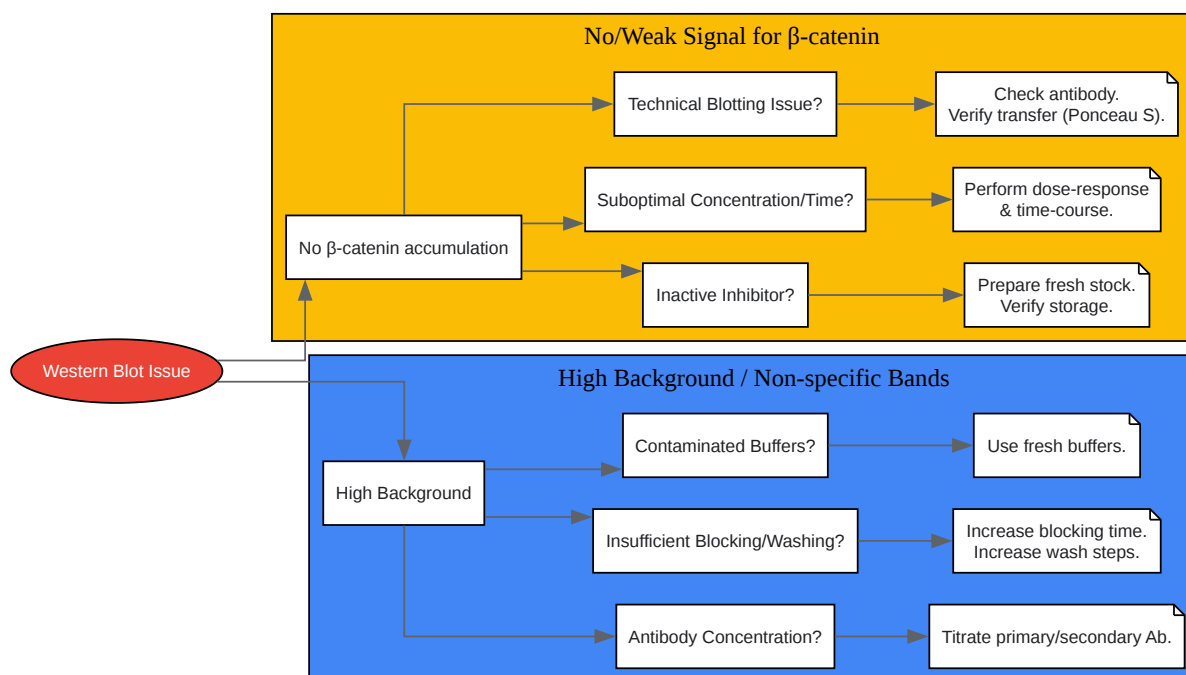 No/Weak Signal for β-catenin
Technical Blotting Issue?
Check antibody.
Verify transfer (Ponceau S).
Suboptimal Concentration/Time?
Perform dose-response
& time-course.
No β-catenin accumulation
Inactive Inhibitor?
Prepare fresh stock.
Verify storage.
Western Blot Issue
High Background / Non-specific Bands
Contaminated Buffers?
Use fresh buffers.
High Background
Insufficient Blocking/Washing?
Increase blocking time.
Increase wash steps.
Antibody Concentration?
Titrate primary/secondary Ab.